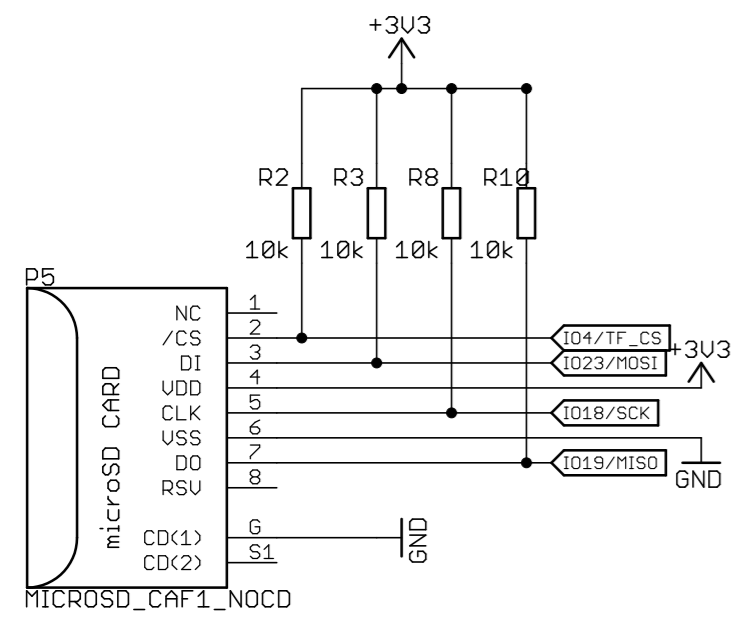 +3V3
R2 R3 R8 R10
10k 10k 10k 10k
P5
NC 1
/CS 2 IO4/TF_CS
DI 3 IO23/MOSI
+3V3
VDD 4
CLK 5 IO18/SCK
VSS 6
DO 7 IO19/MISO
GND
RSV 8
microSD CARD
CD(1) G GND
CD(2) S1
MICROSD_CAF1_NOCD